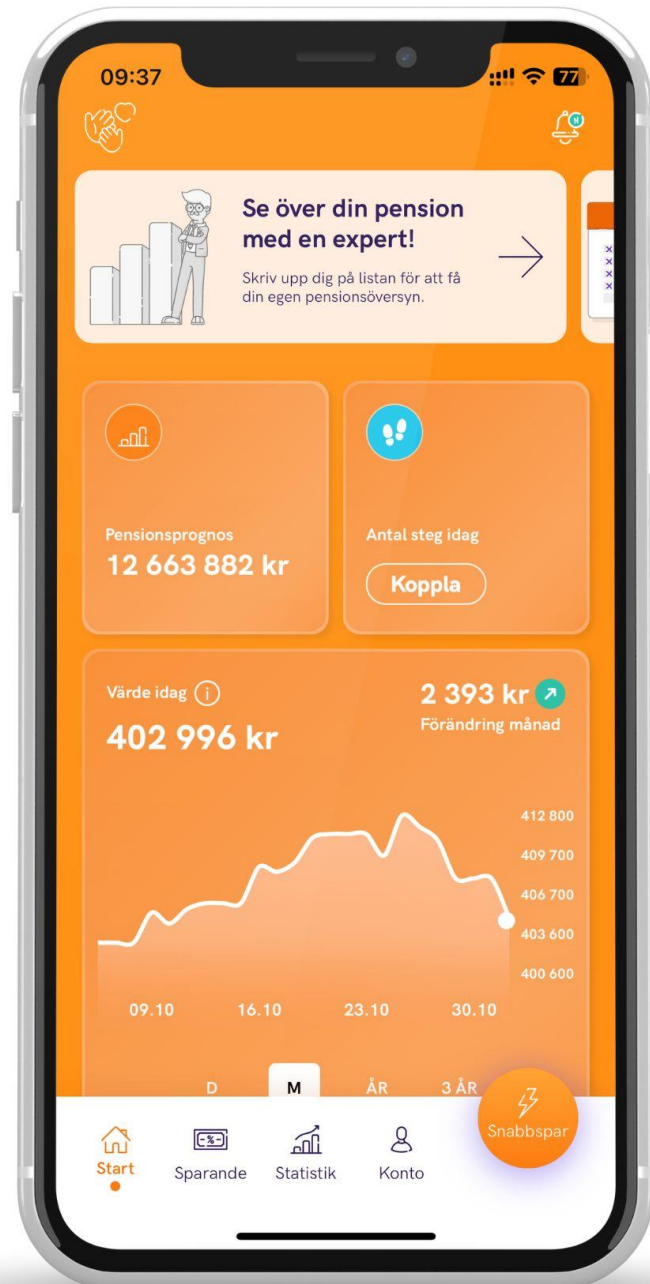 09:37
77
N
Se över din pension
med en expert!
Skriv upp dig på listan för att få
din egen pensionsöversyn.
Pensionsprognos
12 663 882 kr
Antal steg idag
Koppla
Värde idag i
402 996 kr
2 393 kr
Förändring månad
412 800
409 700
406 700
403 600
400 600
09.10 16.10 23.10 30.10
D M ÅR 3 ÅR
Snabbspar
Start Sparande Statistik Konto